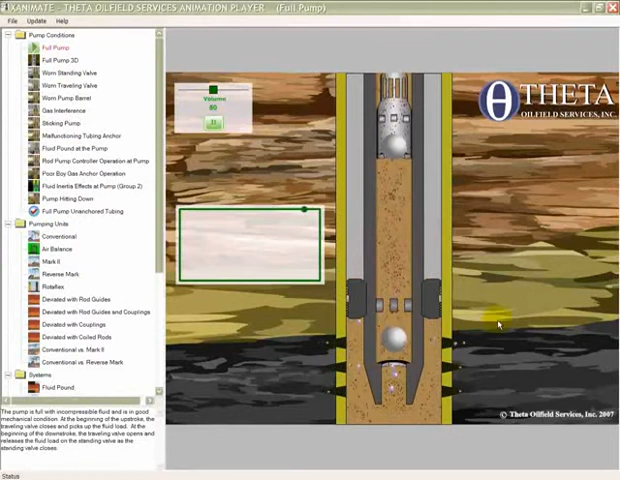 XANIMATE - THETA OILFIELD SERVICES ANIMATION PLAYER (Full Pump)
File Update Help
Pump Conditions
Full Pump
Full Pump 3D
Worn Standing Valve
Worn Traveling Valve
Worn Pump Barrel
Gas Interference
Sticking Pump
Malfunctioning Tubing Anchor
Fluid Pound at the Pump
Rod Pump Controller Operation at Pump
Poor Boy Gas Anchor Operation
Fluid Inertia Effects at Pump (Group 2)
Pump Hitting Down
Full Pump Unanchored Tubing
Pumping Units
Conventional
Air Balance
Mark II
Reverse Mark
Rotaflex
Deviated with Rod Guides
Deviated with Rod Guides and Couplings
Deviated with Couplings
Deviated with Coiled Rods
Conventional vs. Mark II
Conventional vs. Reverse Mark
Systems
Fluid Pound
The pump is full with incompressible fluid and is in good
mechanical condition. At the beginning of the upstroke, the
traveling valve closes and picks up the fluid load. At the
beginning of the downstroke, the traveling valve opens and
releases the fluid load on the standing valve as the
standing valve closes.
Status
Volume
80
THETA
OILFIELD SERVICES, INC.
© Theta Oilfield Services, Inc. 2007